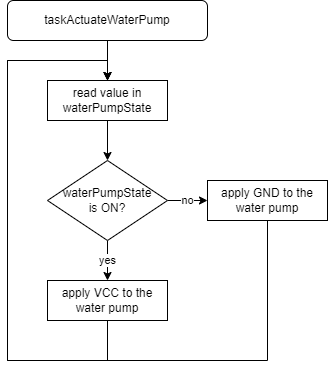 taskActuateWaterPump
read value in
waterPumpState
waterPumpState
is ON?
no
apply GND to the
water pump
yes
apply VCC to the
water pump